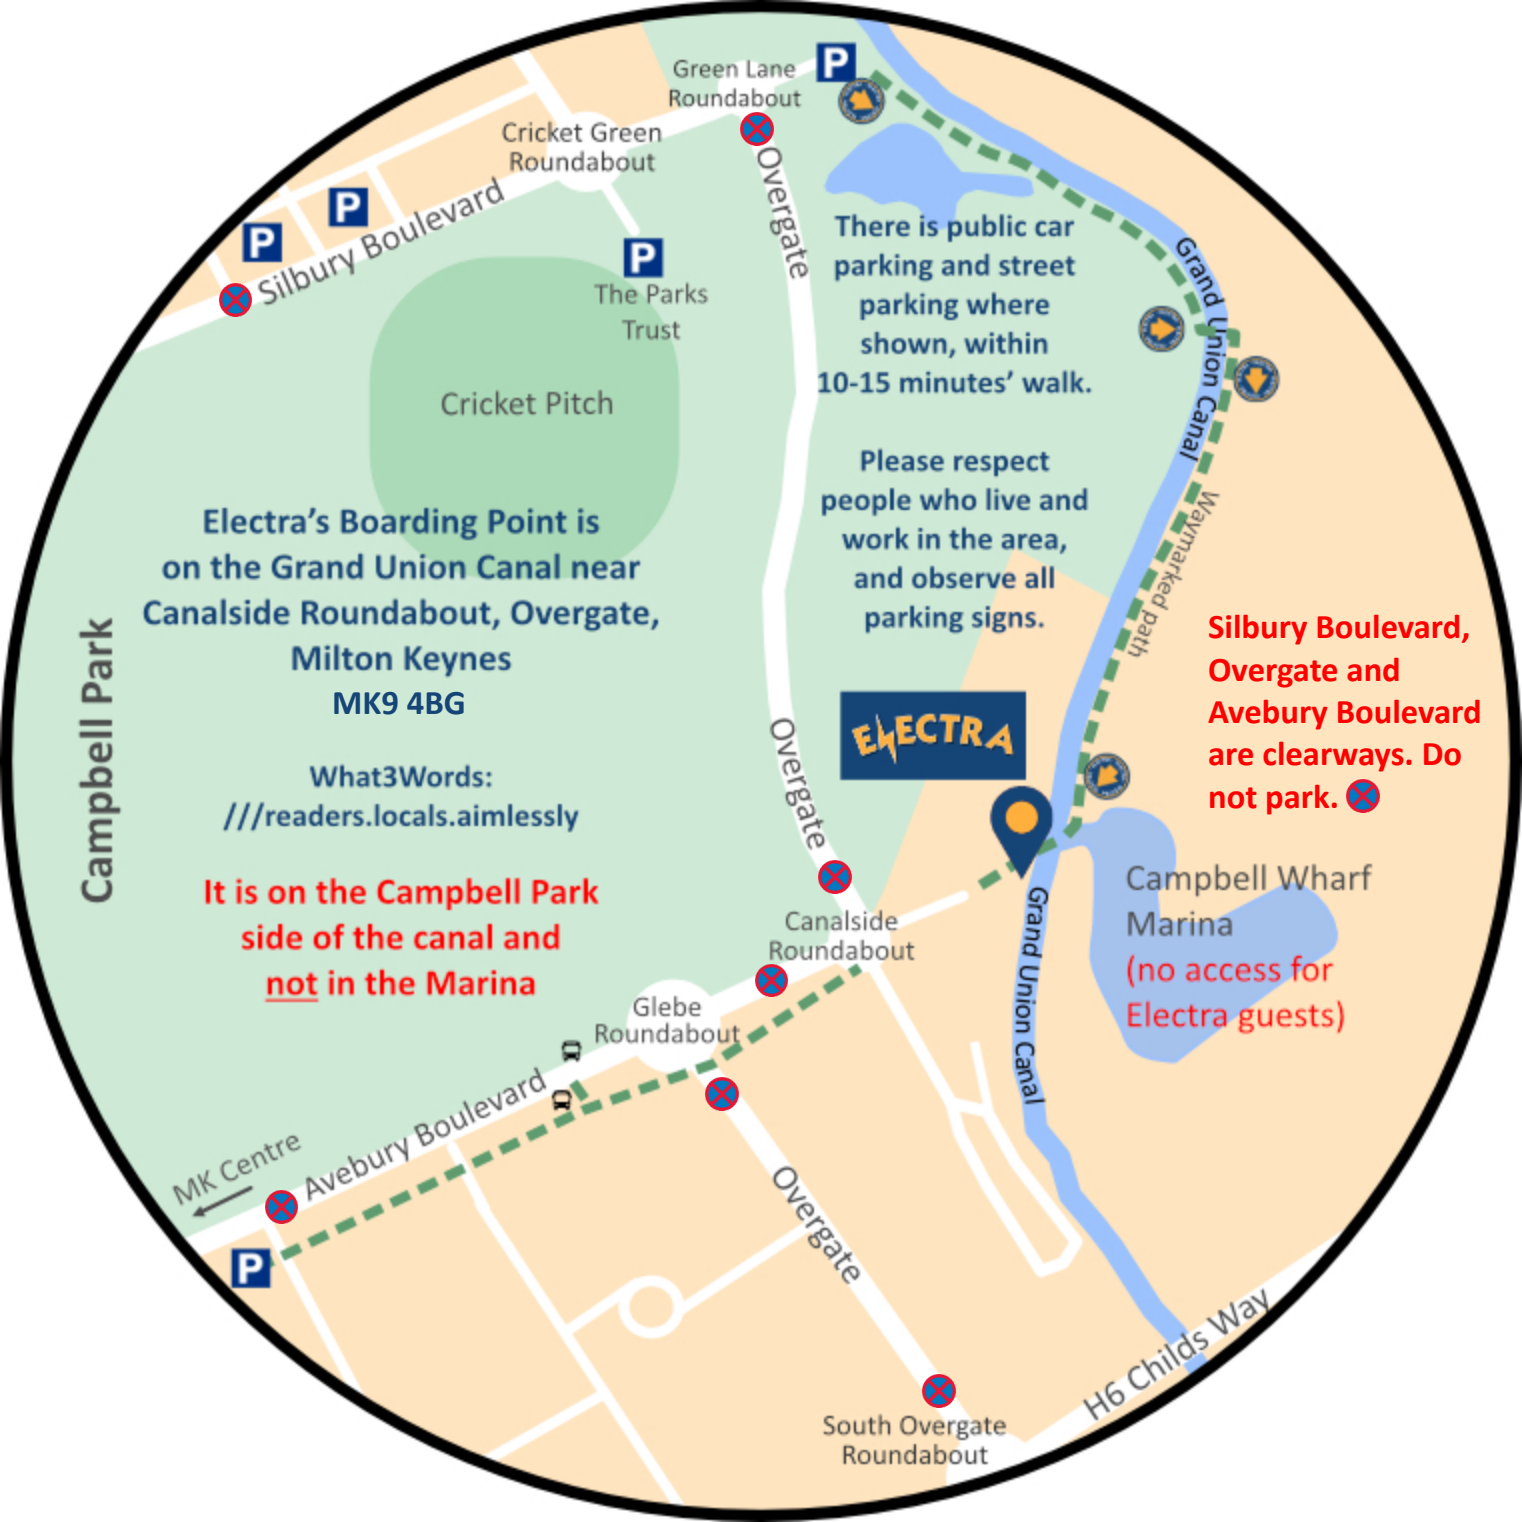 Green Lane
Roundabout
P
Cricket Green
Roundabout
Overgate
P
P
Silbury Boulevard
P
The Parks
Trust
Cricket Pitch
There is public car
parking and street
parking where
shown, within
10-15 minutes’ walk.
Please respect
people who live and
work in the area,
and observe all
parking signs.
Grand Union Canal
Waymarked path
Electra’s Boarding Point is
on the Grand Union Canal near
Canalside Roundabout, Overgate,
Milton Keynes
MK9 4BG
What3Words:
///readers.locals.aimlessly
It is on the Campbell Park
side of the canal and
not in the Marina
Campbell Park
Silbury Boulevard,
Overgate and
Avebury Boulevard
are clearways. Do
not park.
ELECTRA
Overgate
Campbell Wharf
Marina
(no access for
Electra guests)
Canalside
Roundabout
Grand Union Canal
Glebe
Roundabout
Avebury Boulevard
MK Centre
P
Overgate
H6 Childs Way
South Overgate
Roundabout